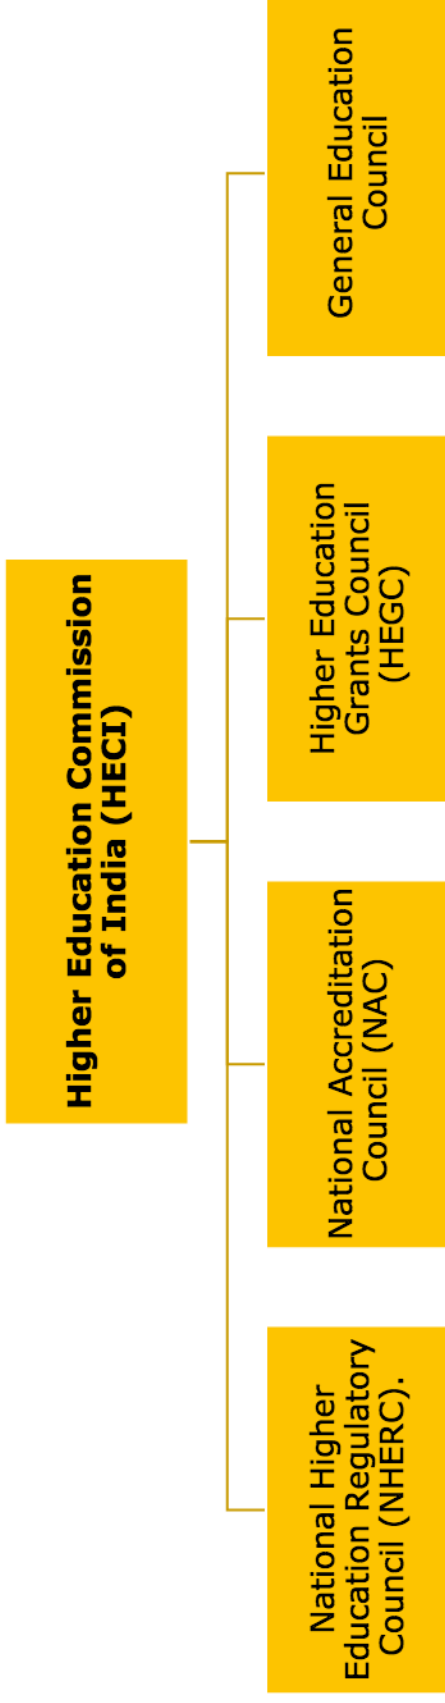 Higher Education Commission
of India (HECI)
National Higher
Education Regulatory
Council (NHERC).
National Accreditation
Council (NAC)
Higher Education
Grants Council
(HEGC)
General Education
Council